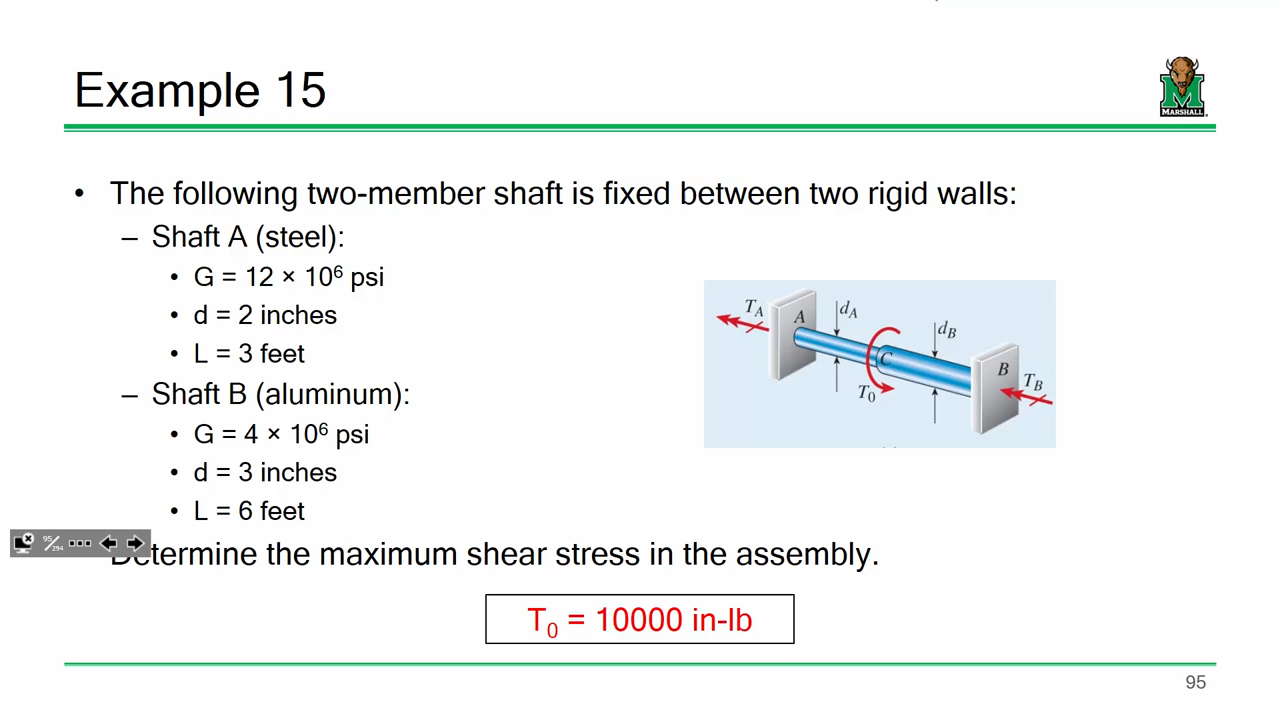 Example 15
MARSHALL
• The following two-member shaft is fixed between two rigid walls:
– Shaft A (steel):
• G = 12 × 10⁶ psi
• d = 2 inches
• L = 3 feet
– Shaft B (aluminum):
• G = 4 × 10⁶ psi
• d = 3 inches
• L = 6 feet
T_A
A
d_A
C
d_B
T_0
B
T_B
95/294
Determine the maximum shear stress in the assembly.
T₀ = 10000 in-lb
95